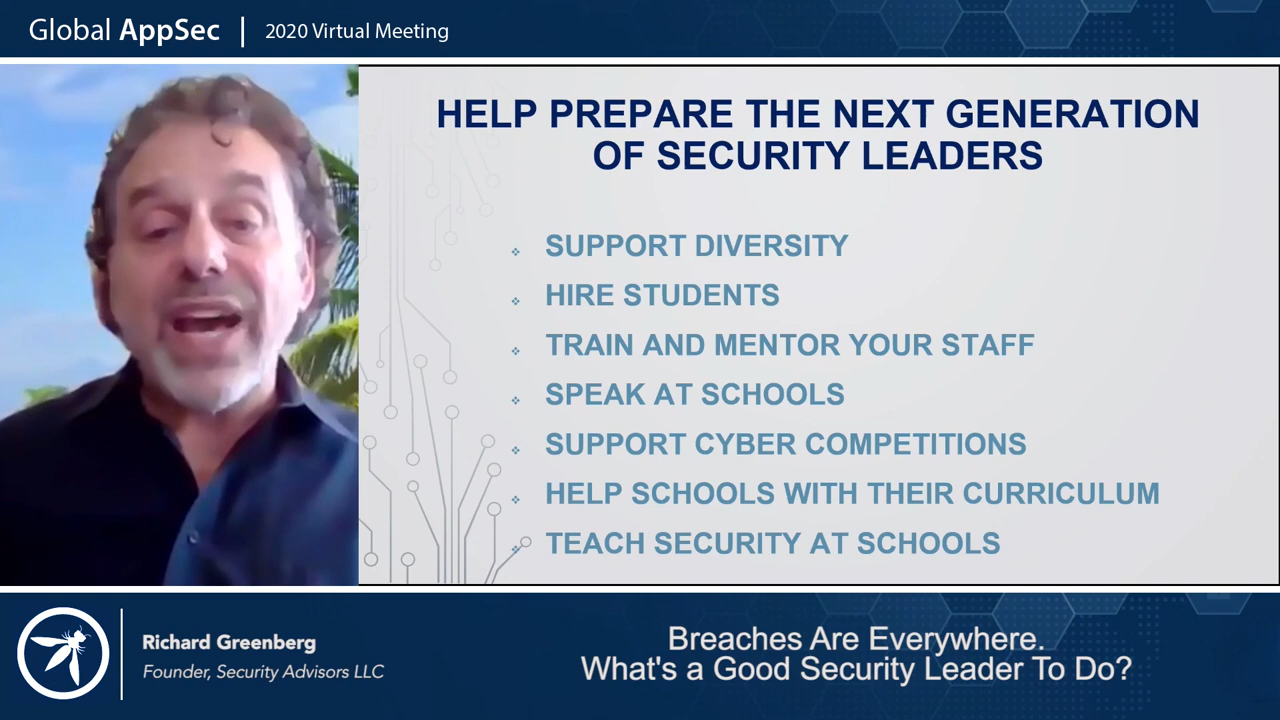 Global AppSec | 2020 Virtual Meeting
HELP PREPARE THE NEXT GENERATION
OF SECURITY LEADERS
SUPPORT DIVERSITY
HIRE STUDENTS
TRAIN AND MENTOR YOUR STAFF
SPEAK AT SCHOOLS
SUPPORT CYBER COMPETITIONS
HELP SCHOOLS WITH THEIR CURRICULUM
TEACH SECURITY AT SCHOOLS
Richard Greenberg
Founder, Security Advisors LLC
Breaches Are Everywhere.
What's a Good Security Leader To Do?